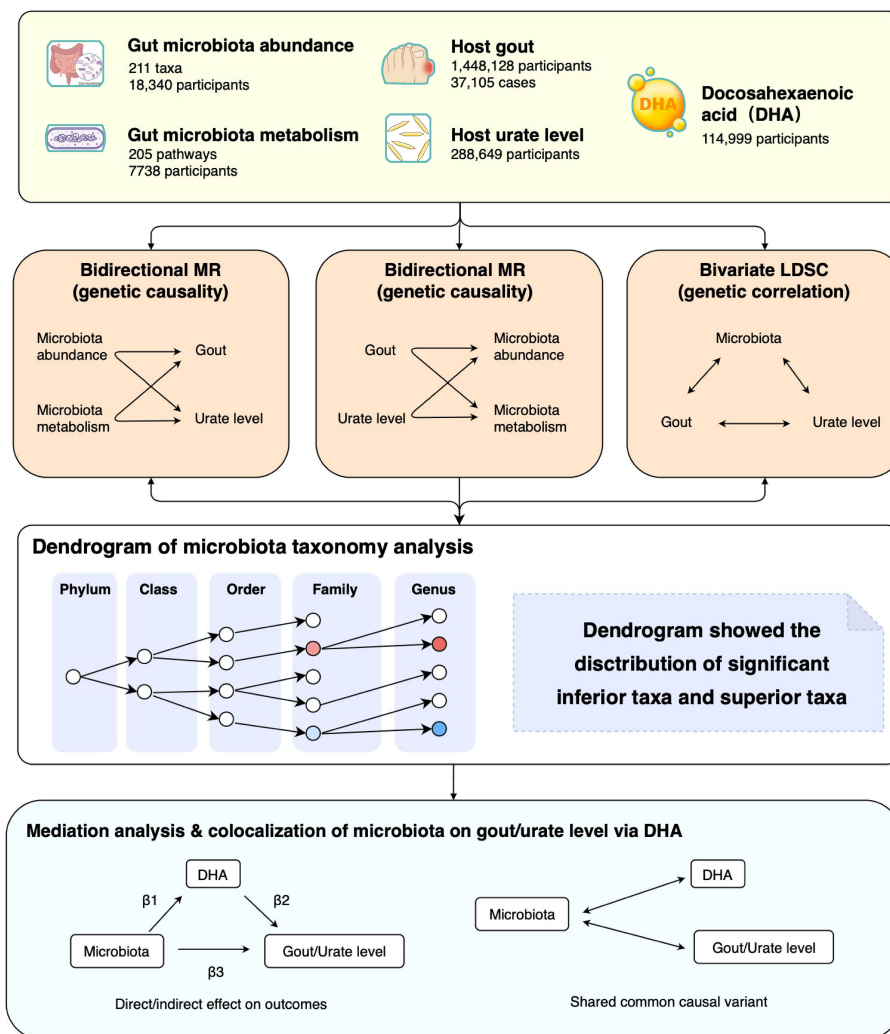 Gut microbiota abundance
211 taxa
18,340 participants
Host gout
1,448,128 participants
37,105 cases
Gut microbiota metabolism
205 pathways
7738 participants
Host urate level
288,649 participants
DHA
Docosahexaenoic
acid（DHA）
114,999 participants
Bidirectional MR
(genetic causality)
Microbiota
abundance
Gout
Microbiota
metabolism
Urate level
Bidirectional MR
(genetic causality)
Gout
Microbiota
abundance
Urate level
Microbiota
metabolism
Bivariate LDSC
(genetic correlation)
Microbiota
Gout
Urate level
Dendrogram of microbiota taxonomy analysis
Phylum
Class
Order
Family
Genus
Dendrogram showed the
disctribution of significant
inferior taxa and superior taxa
Mediation analysis & colocalization of microbiota on gout/urate level via DHA
DHA
β1
β2
Microbiota
Gout/Urate level
β3
Direct/indirect effect on outcomes
DHA
Microbiota
Gout/Urate level
Shared common causal variant